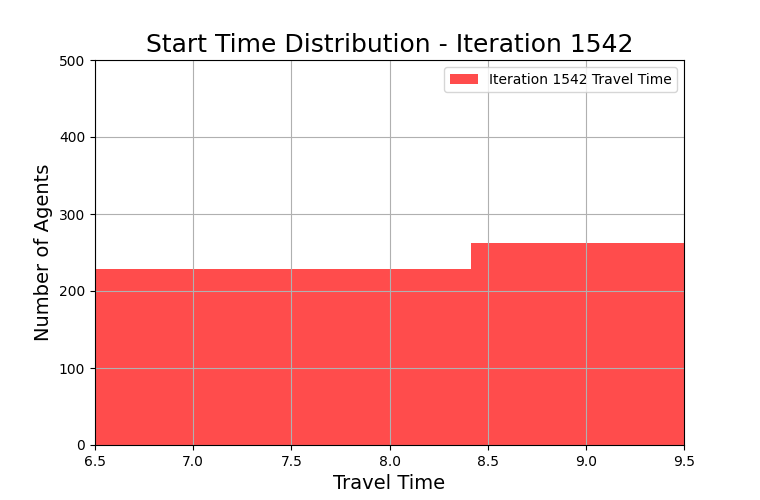 Start Time Distribution - Iteration 1542
Iteration 1542 Travel Time
Number of Agents
500
400
300
200
100
0
6.5 7.0 7.5 8.0 8.5 9.0 9.5
Travel Time